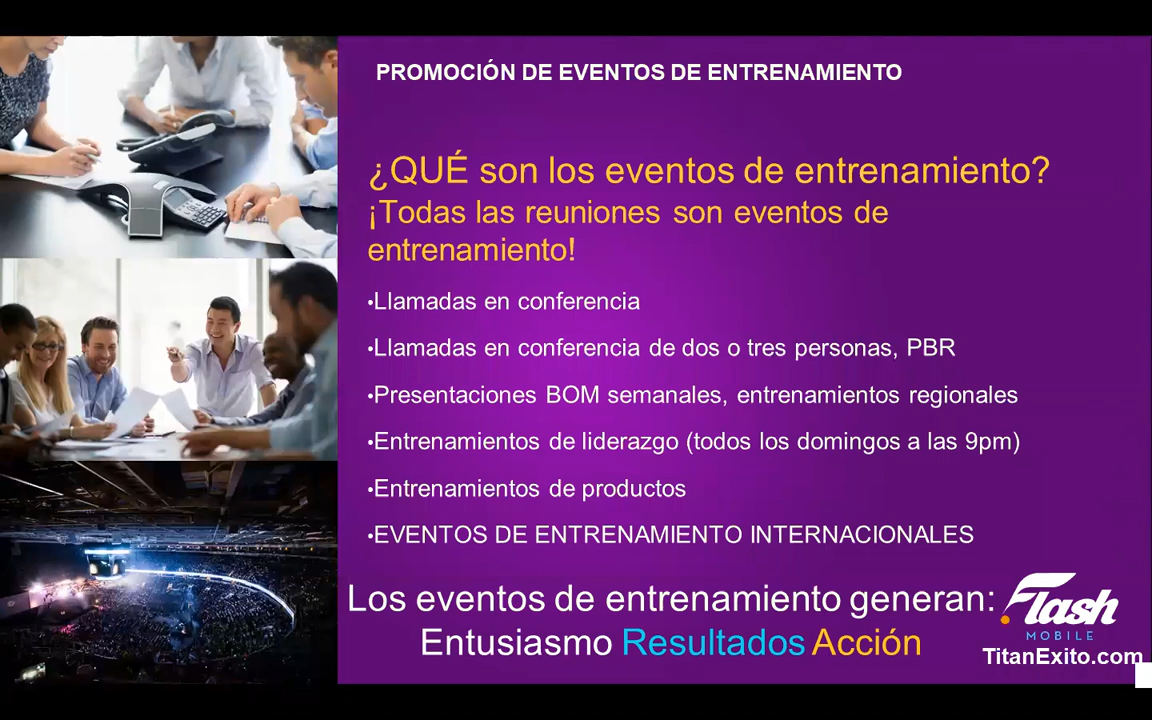 PROMOCIÓN DE EVENTOS DE ENTRENAMIENTO
¿QUÉ son los eventos de entrenamiento?
¡Todas las reuniones son eventos de
entrenamiento!
•Llamadas en conferencia
•Llamadas en conferencia de dos o tres personas, PBR
•Presentaciones BOM semanales, entrenamientos regionales
•Entrenamientos de liderazgo (todos los domingos a las 9pm)
•Entrenamientos de productos
•EVENTOS DE ENTRENAMIENTO INTERNACIONALES
Los eventos de entrenamiento generan:
Entusiasmo Resultados Acción
Flash
MOBILE
TitanExito.com